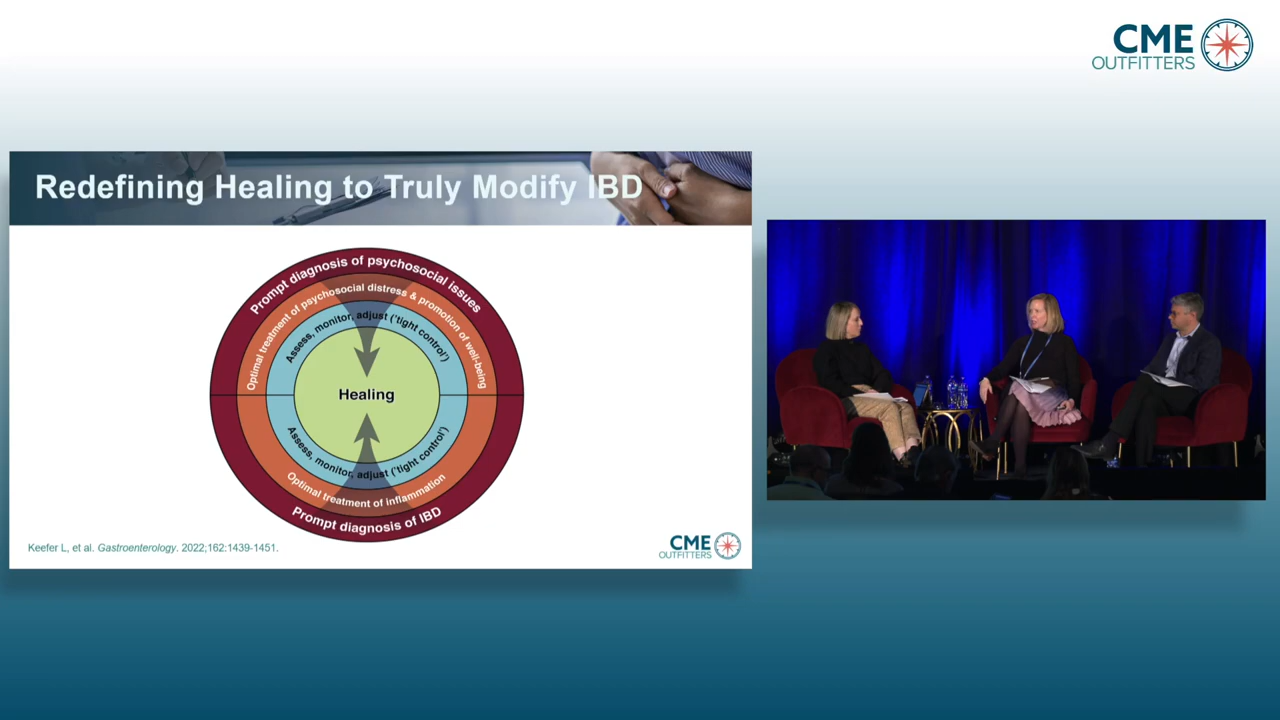 CME
OUTFITTERS
Redefining Healing to Truly Modify IBD
Prompt diagnosis of psychosocial issues
Optimal treatment of psychosocial distress & promotion of well-being
Assess, monitor, adjust ('tight control')
Healing
Assess, monitor, adjust ('tight control')
Optimal treatment of inflammation
Prompt diagnosis of IBD
Keefer L, et al. Gastroenterology. 2022;162:1439-1451.
CME
OUTFITTERS